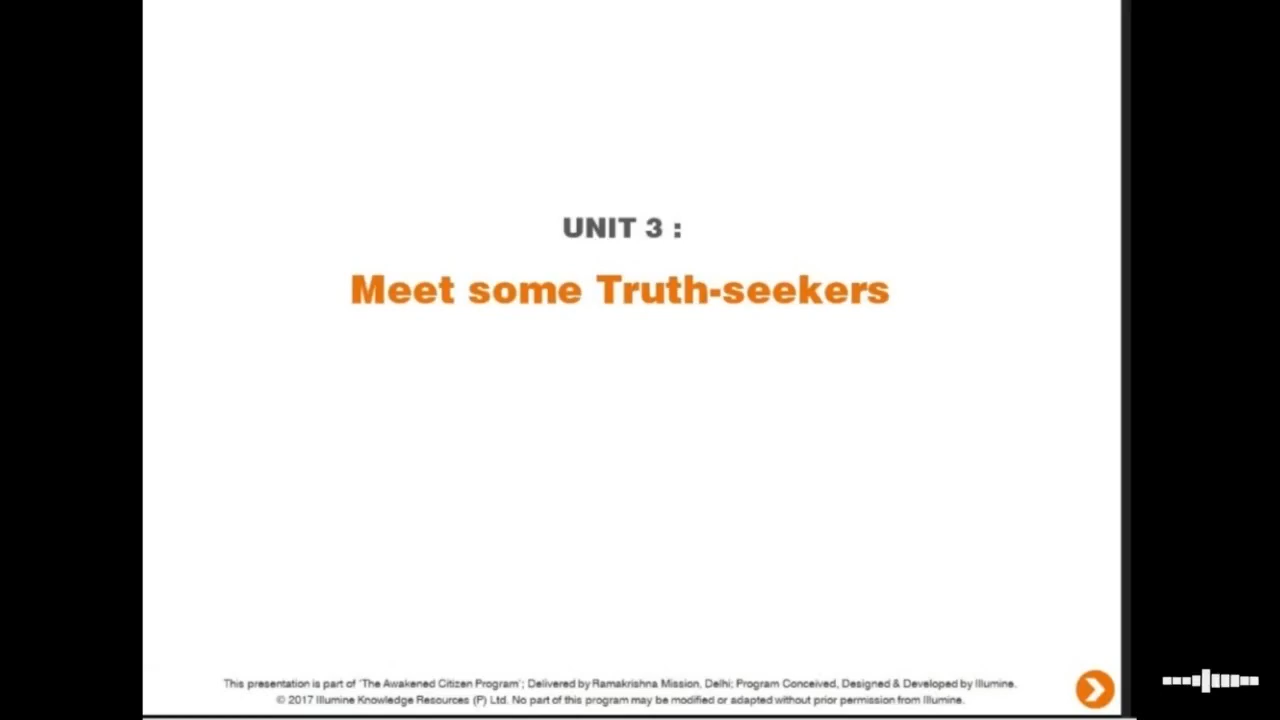 UNIT 3 :
Meet some Truth-seekers
This presentation is part of 'The Awakened Citizen Program'; Delivered by Ramakrishna Mission, Delhi; Program Conceived, Designed & Developed by Illumine.
© 2017 Illumine Knowledge Resources (P) Ltd. No part of this program may be modified or adapted without prior permission from Illumine.